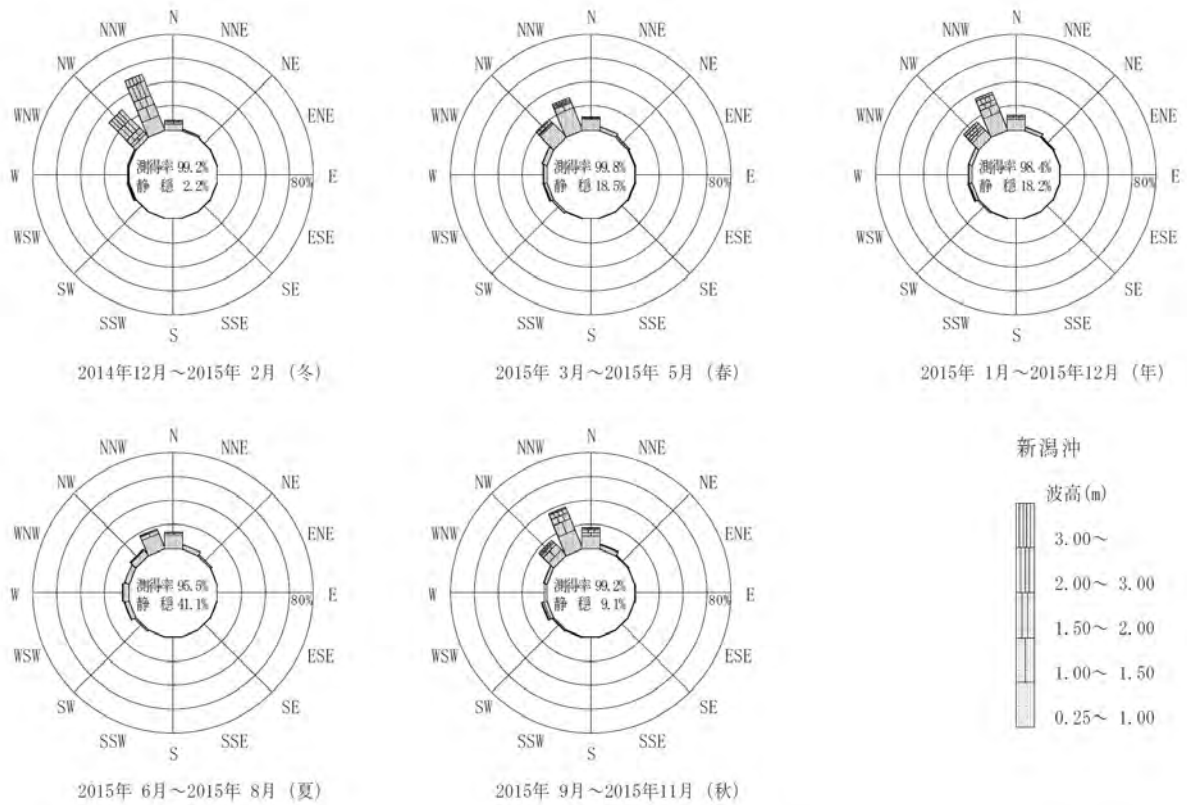 N
NNE
NE
ENE
E
ESE
SE
SSE
S
SSW
SW
WSW
W
WNW
NW
NNW
測得率 99.2%
静 穏 2.2%
80%
2014年12月～2015年 2月 (冬)
N
NNE
NE
ENE
E
ESE
SE
SSE
S
SSW
SW
WSW
W
WNW
NW
NNW
測得率 99.8%
静 穏 18.5%
80%
2015年 3月～2015年 5月 (春)
N
NNE
NE
ENE
E
ESE
SE
SSE
S
SSW
SW
WSW
W
WNW
NW
NNW
測得率 98.4%
静 穏 18.2%
80%
2015年 1月～2015年12月 (年)
N
NNE
NE
ENE
E
ESE
SE
SSE
S
SSW
SW
WSW
W
WNW
NW
NNW
測得率 95.5%
静 穏 41.1%
80%
2015年 6月～2015年 8月 (夏)
N
NNE
NE
ENE
E
ESE
SE
SSE
S
SSW
SW
WSW
W
WNW
NW
NNW
測得率 99.2%
静 穏 9.1%
80%
2015年 9月～2015年11月 (秋)
新潟沖
波高(m)
3.00～
2.00～ 3.00
1.50～ 2.00
1.00～ 1.50
0.25～ 1.00